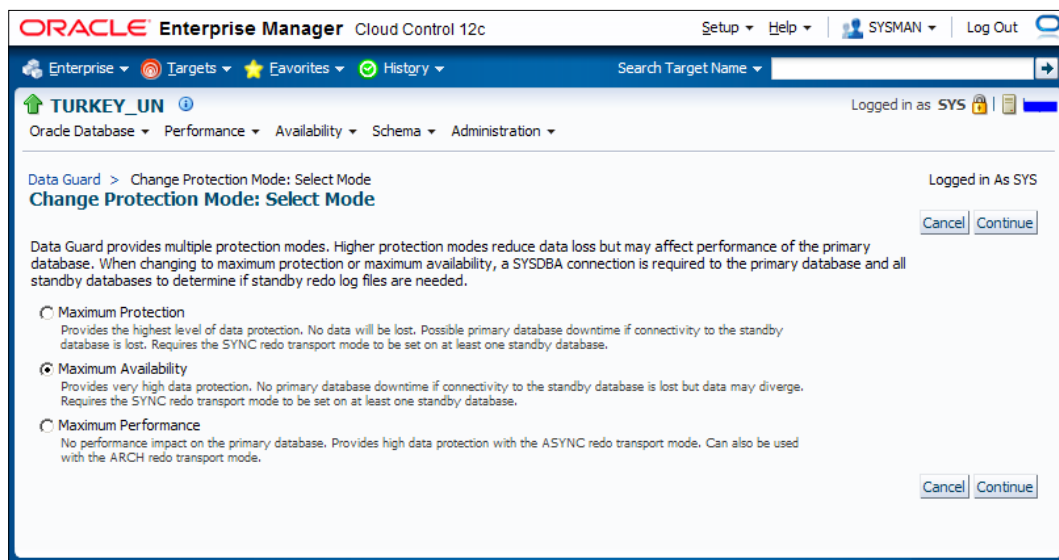 ORACLE Enterprise Manager Cloud Control 12c Setup Help SYSMAN Log Out
Enterprise Targets Favorites History Search Target Name
TURKEY_UN Logged in as SYS
Oracle Database Performance Availability Schema Administration
Data Guard > Change Protection Mode: Select Mode Logged in As SYS
Change Protection Mode: Select Mode
Cancel Continue
Data Guard provides multiple protection modes. Higher protection modes reduce data loss but may affect performance of the primary
database. When changing to maximum protection or maximum availability, a SYSDBA connection is required to the primary database and all
standby databases to determine if standby redo log files are needed.
Maximum Protection
Provides the highest level of data protection. No data will be lost. Possible primary database downtime if connectivity to the standby
database is lost. Requires the SYNC redo transport mode to be set on at least one standby database.
Maximum Availability
Provides very high data protection. No primary database downtime if connectivity to the standby database is lost but data may diverge.
Requires the SYNC redo transport mode to be set on at least one standby database.
Maximum Performance
No performance impact on the primary database. Provides high data protection with the ASYNC redo transport mode. Can also be used
with the ARCH redo transport mode.
Cancel Continue